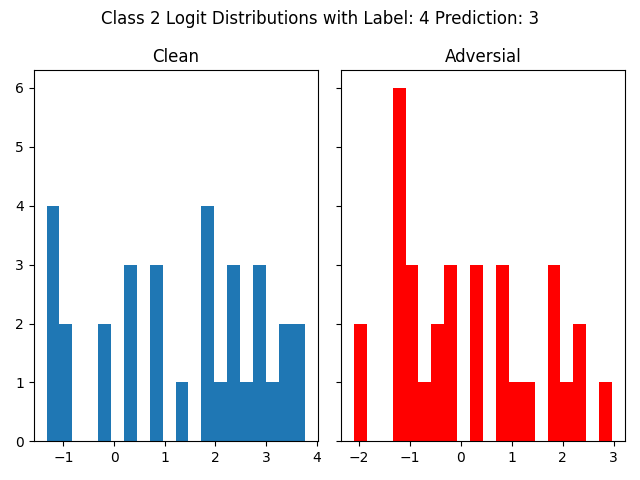 Class 2 Logit Distributions with Label: 4 Prediction: 3
Clean
Adversial
6
5
4
3
2
1
0
−1 0 1 2 3 4
−2 −1 0 1 2 3